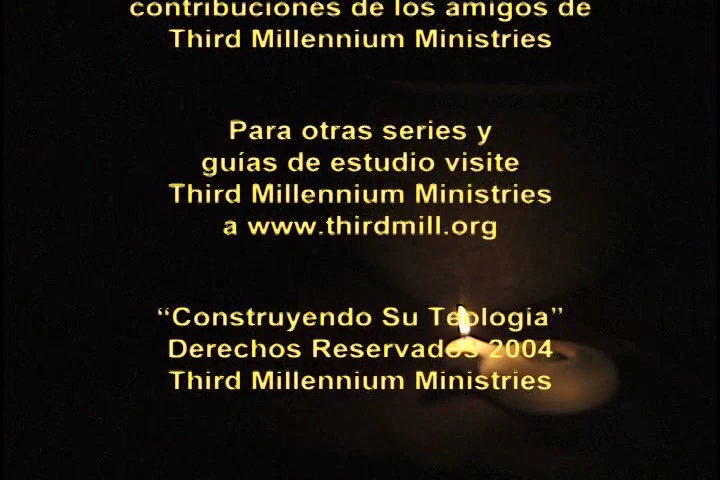 contribuciones de los amigos de
Third Millennium Ministries
Para otras series y
guías de estudio visite
Third Millennium Ministries
a www.thirdmill.org
“Construyendo Su Teología”
Derechos Reservados 2004
Third Millennium Ministries